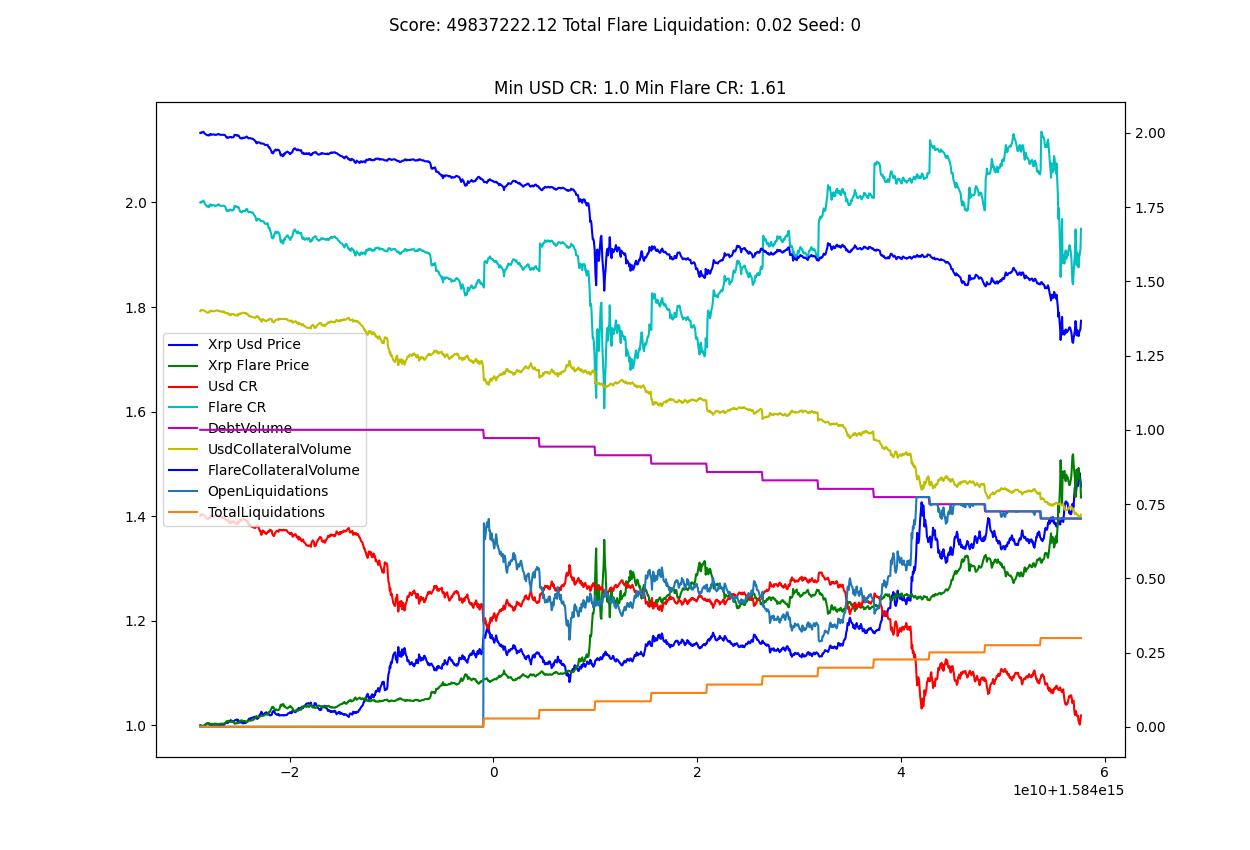 Score: 49837222.12 Total Flare Liquidation: 0.02 Seed: 0
Min USD CR: 1.0 Min Flare CR: 1.61
2.0
1.8
1.6
1.4
1.2
1.0
2.00
1.75
1.50
1.25
1.00
0.75
0.50
0.25
0.00
Xrp Usd Price
Xrp Flare Price
Usd CR
Flare CR
DebtVolume
UsdCollateralVolume
FlareCollateralVolume
OpenLiquidations
TotalLiquidations
−2 0 2 4 6
1e10+1.584e15